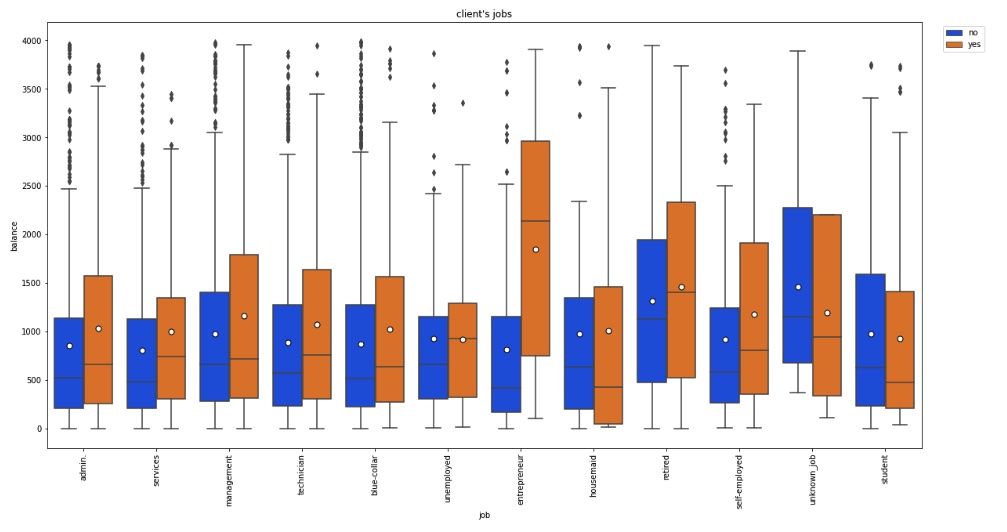 client's jobs
no
yes
4000
3500
3000
2500
2000
1500
1000
500
0
balance
admin.
services
management
technician
blue-collar
unemployed
entrepreneur
housemaid
retired
self-employed
unknown_job
student
job